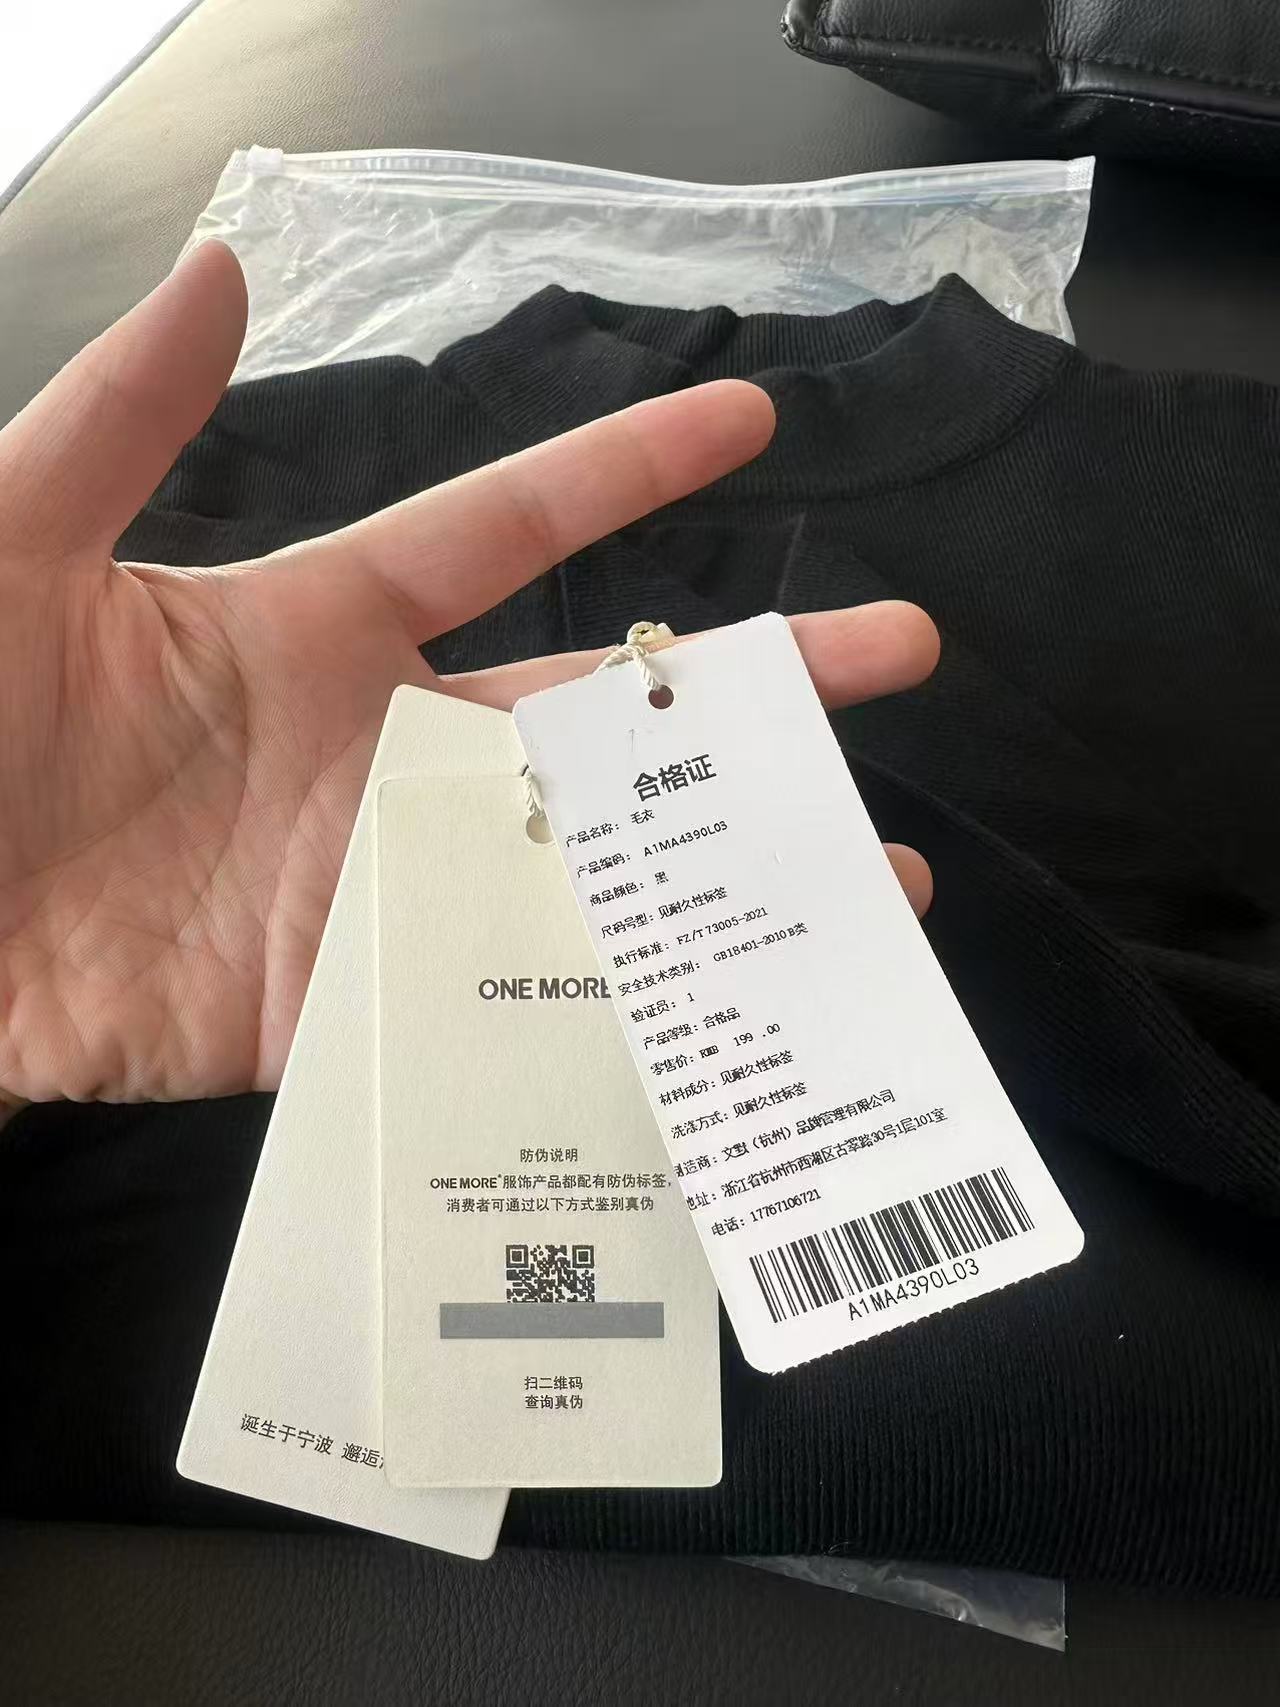 合格证
产品名称: 毛衣
产品编码: A1MA4390L03
商品颜色: 黑
尺码号型: 见耐久性标签
执行标准: FZ/T 73005-2021
安全技术类别: GB18401-2010 B类
验证员: 1
产品等级: 合格品
零售价: RMB 199 .00
材料成分: 见耐久性标签
洗涤方式: 见耐久性标签
制造商: 文默（杭州）品牌管理有限公司
地址: 浙江省杭州市西湖区古翠路30号1层101室
电话: 17767106721
A1MA4390L03
ONE MORE
防伪说明
ONE MORE®服饰产品都配有防伪标签，
消费者可通过以下方式鉴别真伪
扫二维码
查询真伪
诞生于宁波 邂逅